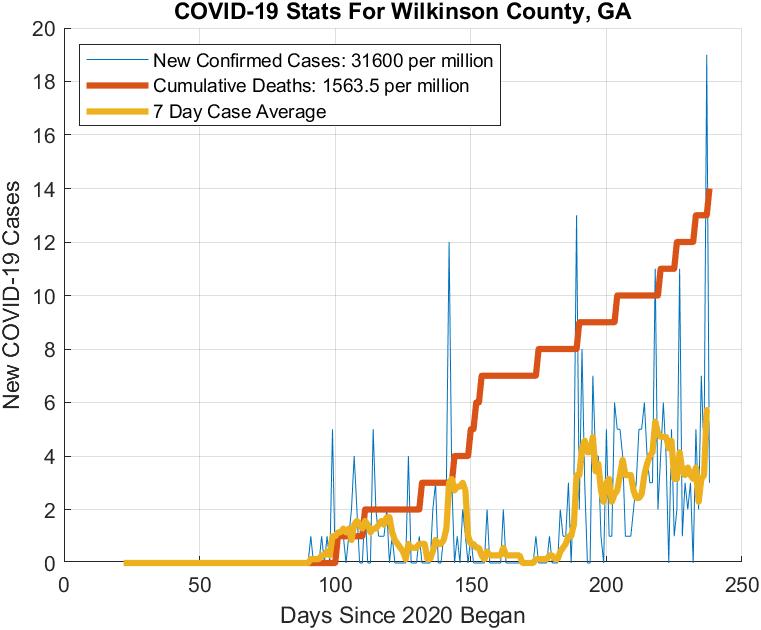 COVID-19 Stats For Wilkinson County, GA
20
18
16
14
12
10
8
6
4
2
0
New COVID-19 Cases
New Confirmed Cases: 31600 per million
Cumulative Deaths: 1563.5 per million
7 Day Case Average
0 50 100 150 200 250
Days Since 2020 Began